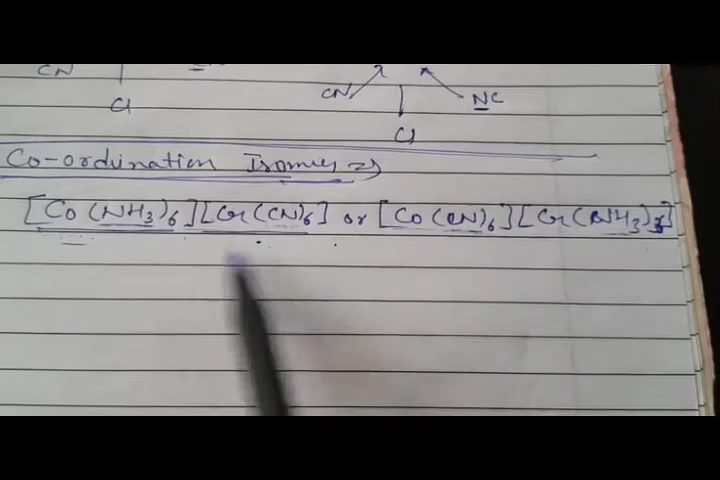 CN
Cl
CN NC
Cl
Co-ordination Isomers =>
[Co(NH3)6][Cr(CN)6] or [Co(CN)6][Cr(NH3)6]